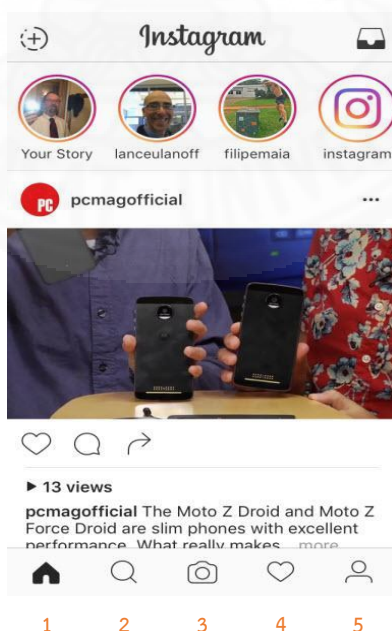 Instagram
Your Story lanceulanoff filipemaia instagram
PC pcmagofficial
13 views
pcmagofficial The Moto Z Droid and Moto Z
Force Droid are slim phones with excellent
performance. What really makes... more
1 2 3 4 5